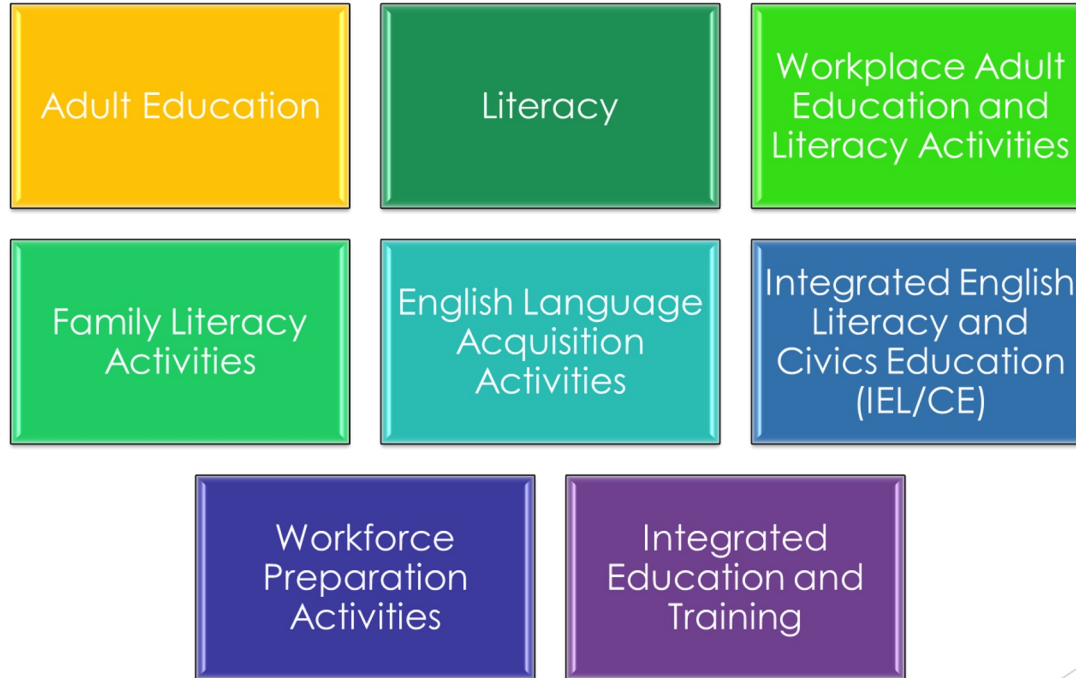 Adult Education
Literacy
Workplace Adult
Education and
Literacy Activities
Family Literacy
Activities
English Language
Acquisition
Activities
Integrated English
Literacy and
Civics Education
(IEL/CE)
Workforce
Preparation
Activities
Integrated
Education and
Training